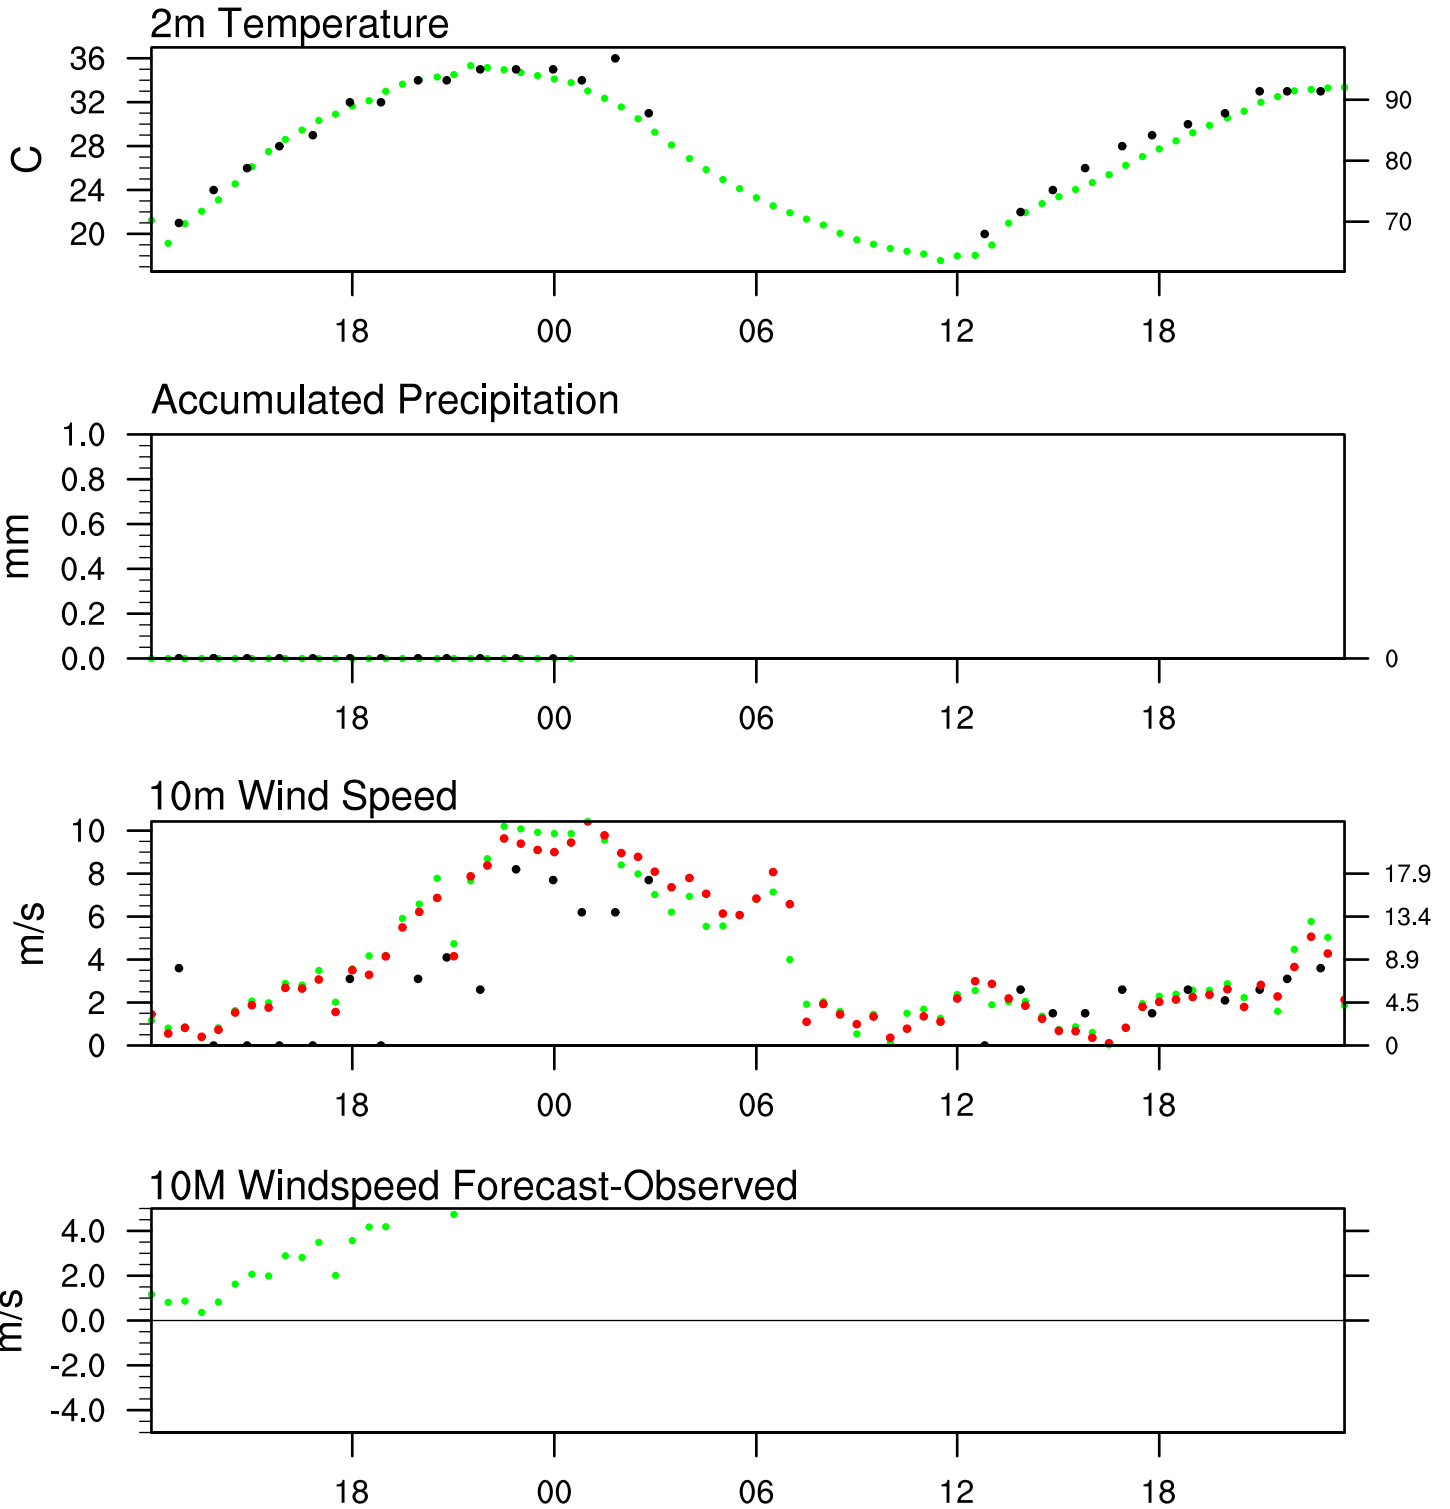 2m Temperature
36
32
28
24
20
C
90
80
70
18 00 06 12 18
Accumulated Precipitation
1.0
0.8
0.6
0.4
0.2
0.0
mm
0
18 00 06 12 18
10m Wind Speed
10
8
6
4
2
0
m/s
17.9
13.4
8.9
4.5
0
18 00 06 12 18
10M Windspeed Forecast-Observed
4.0
2.0
0.0
-2.0
-4.0
m/s
18 00 06 12 18